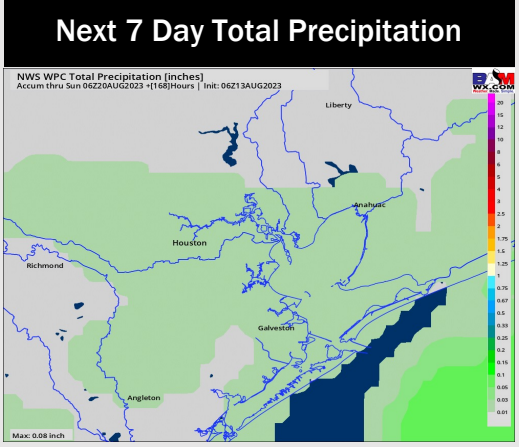 Next 7 Day Total Precipitation
NWS WPC Total Precipitation [inches]
Accum thru Sun 06Z20AUG2023 +[168]Hours | Init: 06Z13AUG2023
BAM
WX.COM
Liberty
Anahuac
Houston
Richmond
Galveston
Angleton
20
15
12
10
8
6
5
4
3
2.5
2
1.75
1.5
1.25
1
0.75
0.67
0.5
0.33
0.25
0.2
0.15
0.1
0.05
0.03
0.01
Max: 0.08 inch